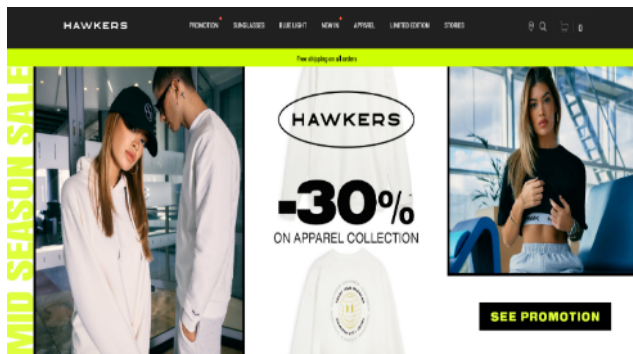 HAWKERS
PROMOTION SUNGLASSES BLUE LIGHT NEW IN APPAREL LIMITED EDITION STORIES
0
Free shipping on all orders
MID SEASON SALE
HAWKERS
-30%
ON APPAREL COLLECTION
SEE PROMOTION